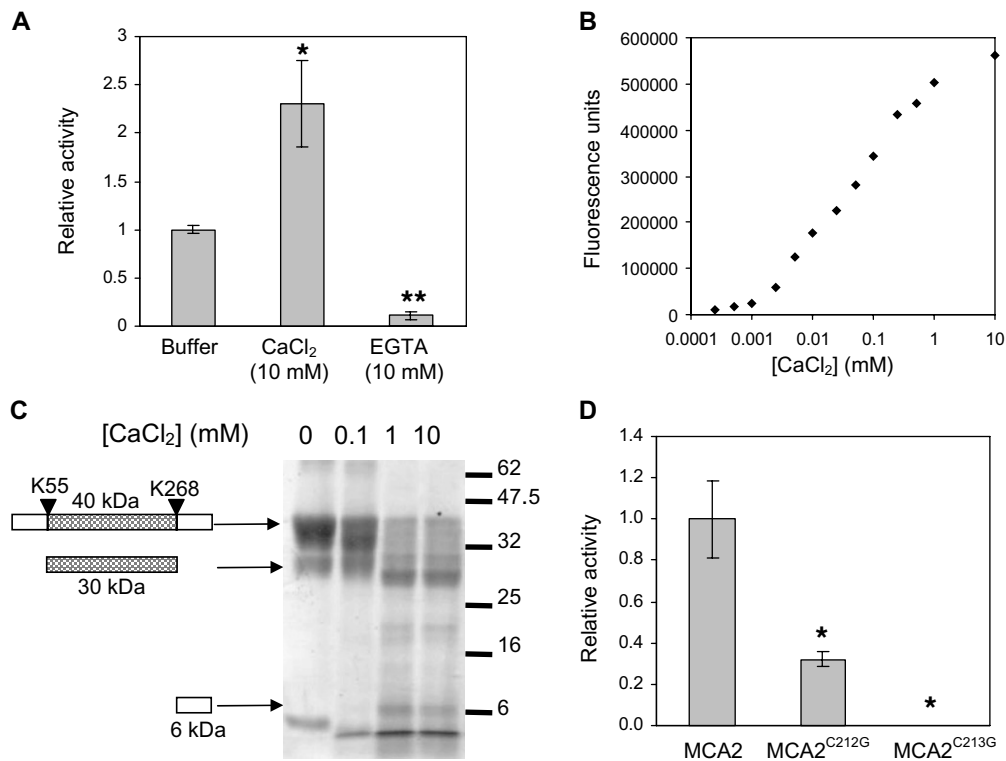 A
Relative activity
3
2.5
2
1.5
1
0.5
0
*
**
Buffer
CaCl₂
(10 mM)
EGTA
(10 mM)
B
Fluorescence units
600000
500000
400000
300000
200000
100000
0
0.0001 0.001 0.01 0.1 1 10
[CaCl₂] (mM)
C
[CaCl₂] (mM) 0 0.1 1 10
K55
K268
40 kDa
30 kDa
6 kDa
62
47.5
32
25
16
6
D
Relative activity
1.4
1.2
1.0
0.8
0.6
0.4
0.2
0.0
*
*
MCA2 MCA2ᶜ²¹²ᴳ MCA2ᶜ²¹³ᴳ